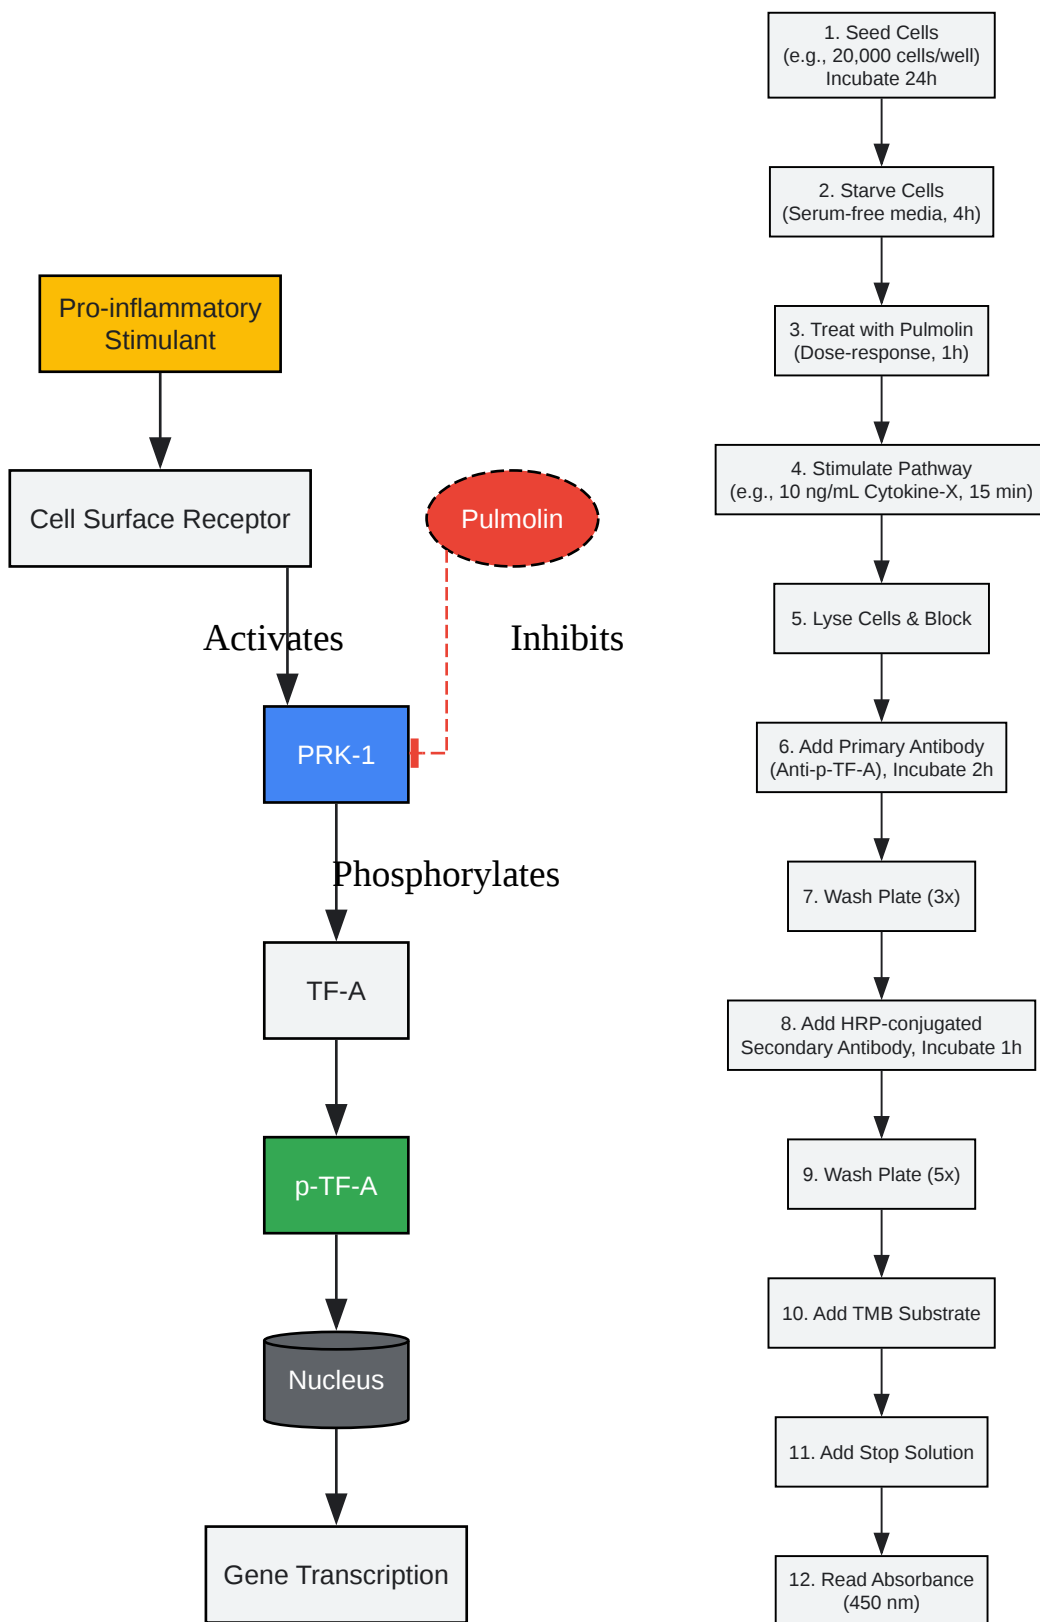 Pro-inflammatory
Stimulant
Cell Surface Receptor
Pulmolin
Activates
Inhibits
PRK-1
Phosphorylates
TF-A
p-TF-A
Nucleus
Gene Transcription
1. Seed Cells
(e.g., 20,000 cells/well)
Incubate 24h
2. Starve Cells
(Serum-free media, 4h)
3. Treat with Pulmolin
(Dose-response, 1h)
4. Stimulate Pathway
(e.g., 10 ng/mL Cytokine-X, 15 min)
5. Lyse Cells & Block
6. Add Primary Antibody
(Anti-p-TF-A), Incubate 2h
7. Wash Plate (3x)
8. Add HRP-conjugated
Secondary Antibody, Incubate 1h
9. Wash Plate (5x)
10. Add TMB Substrate
11. Add Stop Solution
12. Read Absorbance
(450 nm)